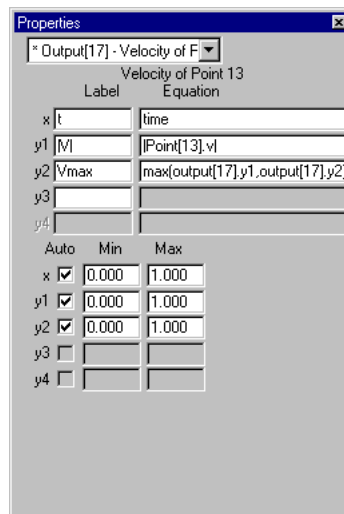 Properties
* Output[17] - Velocity of F
Velocity of Point 13
Label Equation
x t time
y1 |V| |Point[13].v|
y2 Vmax max(output[17].y1,output[17].y2)
y3
y4
Auto Min Max
x 0.000 1.000
y1 0.000 1.000
y2 0.000 1.000
y3
y4